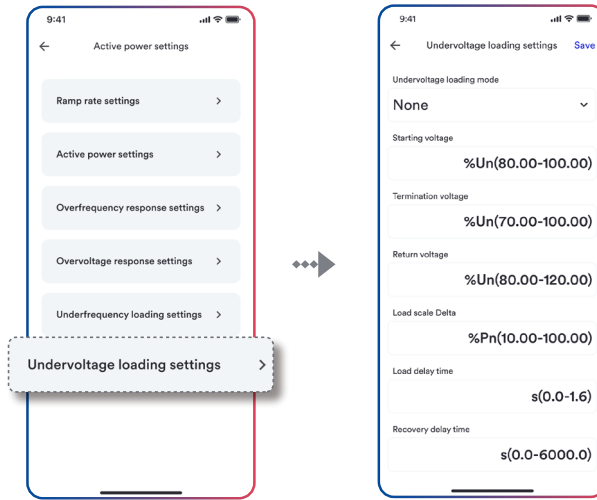 9:41
Active power settings
Ramp rate settings
Active power settings
Overfrequency response settings
Overvoltage response settings
Underfrequency loading settings
Undervoltage loading settings
9:41
Undervoltage loading settings Save
Undervoltage loading mode
None
Starting voltage
%Un(80.00-100.00)
Termination voltage
%Un(70.00-100.00)
Return voltage
%Un(80.00-120.00)
Load scale Delta
%Pn(10.00-100.00)
Load delay time
s(0.0-1.6)
Recovery delay time
s(0.0-6000.0)